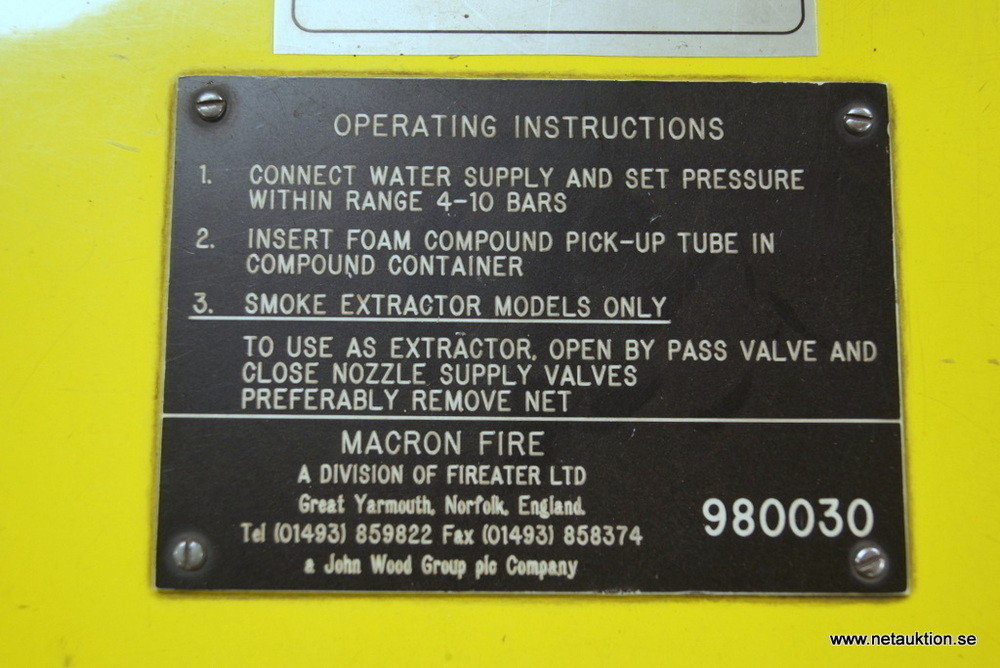 OPERATING INSTRUCTIONS
1. CONNECT WATER SUPPLY AND SET PRESSURE
WITHIN RANGE 4-10 BARS
2. INSERT FOAM COMPOUND PICK-UP TUBE IN
COMPOUND CONTAINER
3. SMOKE EXTRACTOR MODELS ONLY
TO USE AS EXTRACTOR, OPEN BY PASS VALVE AND
CLOSE NOZZLE SUPPLY VALVES
PREFERABLY REMOVE NET
MACRON FIRE
A DIVISION OF FIREATER LTD
Great Yarmouth, Norfolk, England.
Tel (01493) 859822 Fax (01493) 858374
a John Wood Group plc Company
980030
www.netauktion.se